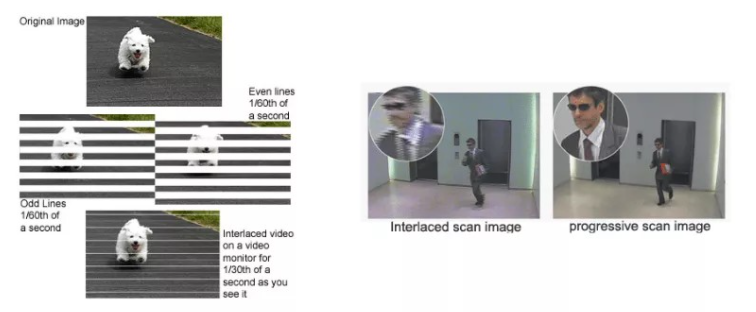 Original Image
Even lines
1/60th of
a second
Odd Lines
1/60th of
a second
Interlaced video
on a video
monitor for
1/30th of a
second as you
see it
Interlaced scan image
progressive scan image